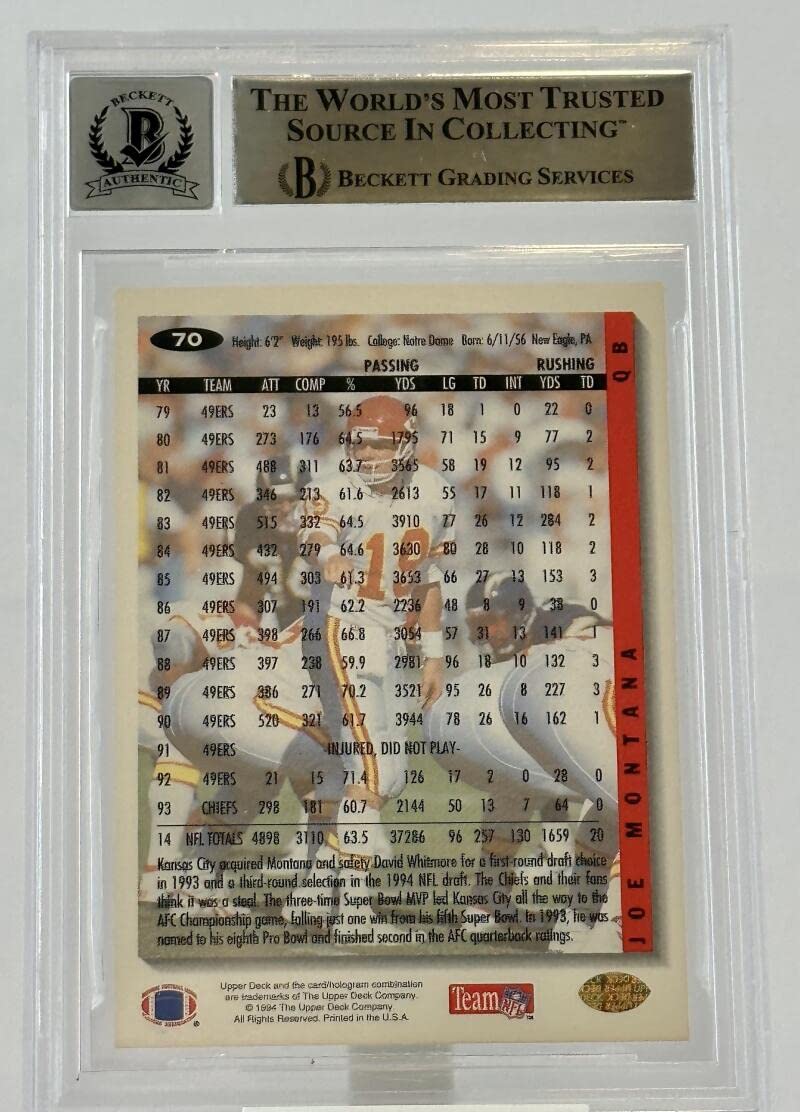 BECKETT
B
AUTHENTIC
THE WORLD'S MOST TRUSTED
SOURCE IN COLLECTING™
B BECKETT GRADING SERVICES
70 Height: 6'2" Weight: 195 lbs. College: Notre Dame Born: 6/11/56 New Eagle, PA
PASSING RUSHING
YR TEAM ATT COMP % YDS LG TD INT YDS TD
79 49ERS 23 13 56.5 96 18 1 0 22 0
80 49ERS 273 176 64.5 1795 71 15 9 77 2
81 49ERS 488 311 63.7 3565 58 19 12 95 2
82 49ERS 346 213 61.6 2613 55 17 11 118 1
83 49ERS 515 332 64.5 3910 77 26 12 284 2
84 49ERS 432 279 64.6 3630 80 28 10 118 2
85 49ERS 494 303 61.3 3653 66 27 13 153 3
86 49ERS 307 191 62.2 2236 48 8 9 38 0
87 49ERS 398 266 66.8 3054 57 31 13 141 1
88 49ERS 397 238 59.9 2981 96 18 10 132 3
89 49ERS 386 271 70.2 3521 95 26 8 227 3
90 49ERS 520 321 61.7 3944 78 26 16 162 1
91 49ERS -INJURED, DID NOT PLAY-
92 49ERS 21 15 71.4 126 17 2 0 28 0
93 CHIEFS 298 181 60.7 2144 50 13 7 64 0
14 NFL TOTALS 4898 3110 63.5 37286 96 257 130 1659 20
Kansas City acquired Montana and safety David Whitmore for a first-round draft choice
in 1993 and a third-round selection in the 1994 NFL draft. The Chiefs and their fans
think it was a steal. The three-time Super Bowl MVP led Kansas City all the way to the
AFC Championship game, falling just one win from his fifth Super Bowl. In 1993, he was
named to his eighth Pro Bowl and finished second in the AFC quarterback ratings.
JOE MONTANA QB
Upper Deck and the card/hologram combination
are trademarks of The Upper Deck Company.
© 1994 The Upper Deck Company.
All Rights Reserved. Printed in the U.S.A.
Team NFL